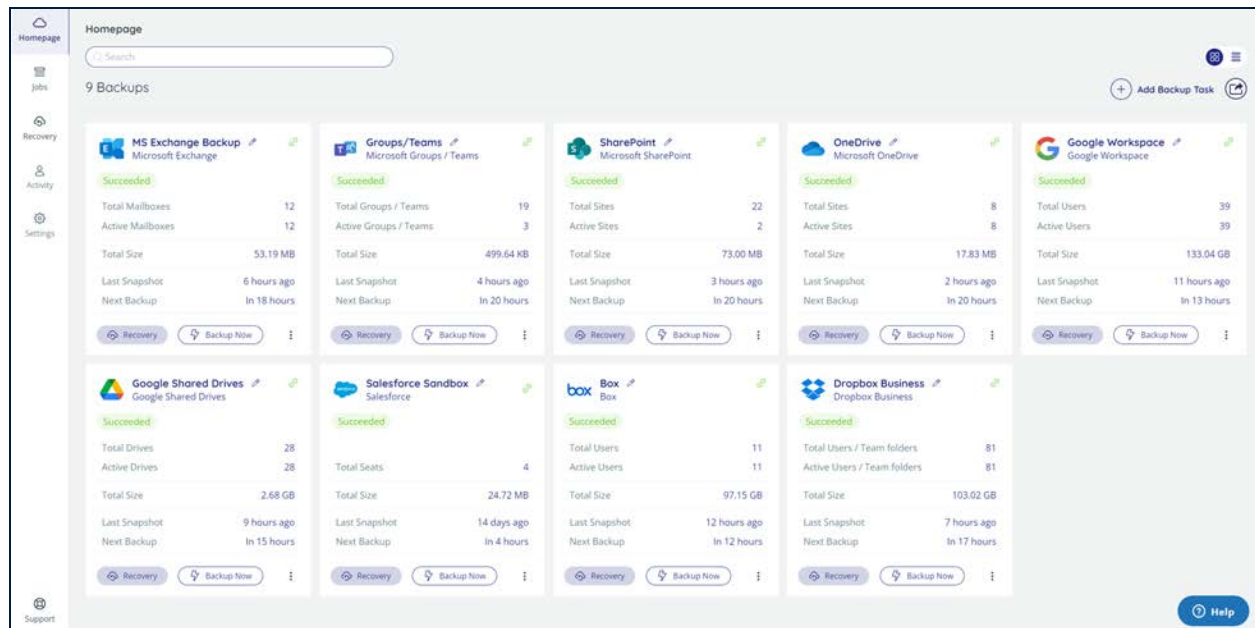 Homepage
Homepage
Search
Jobs
9 Backups
Add Backup Task
Recovery
Activity
Settings
MS Exchange Backup
Microsoft Exchange
Succeeded
Total Mailboxes 12
Active Mailboxes 12
Total Size 53.19 MB
Last Snapshot 6 hours ago
Next Backup In 18 hours
Recovery Backup Now
Groups/Teams
Microsoft Groups / Teams
Succeeded
Total Groups / Teams 19
Active Groups / Teams 3
Total Size 499.64 KB
Last Snapshot 4 hours ago
Next Backup In 20 hours
Recovery Backup Now
SharePoint
Microsoft SharePoint
Succeeded
Total Sites 22
Active Sites 2
Total Size 73.00 MB
Last Snapshot 3 hours ago
Next Backup In 20 hours
Recovery Backup Now
OneDrive
Microsoft OneDrive
Succeeded
Total Sites 8
Active Sites 8
Total Size 17.83 MB
Last Snapshot 2 hours ago
Next Backup In 20 hours
Recovery Backup Now
Google Workspace
Google Workspace
Succeeded
Total Users 39
Active Users 39
Total Size 133.04 GB
Last Snapshot 11 hours ago
Next Backup In 13 hours
Recovery Backup Now
Google Shared Drives
Google Shared Drives
Succeeded
Total Drives 28
Active Drives 28
Total Size 2.68 GB
Last Snapshot 9 hours ago
Next Backup In 15 hours
Recovery Backup Now
Salesforce Sandbox
Salesforce
Succeeded
Total Seats 4
Total Size 24.72 MB
Last Snapshot 14 days ago
Next Backup In 4 hours
Recovery Backup Now
box
Box
Box
Succeeded
Total Users 11
Active Users 11
Total Size 97.15 GB
Last Snapshot 12 hours ago
Next Backup In 12 hours
Recovery Backup Now
Dropbox Business
Dropbox Business
Succeeded
Total Users / Team folders 81
Active Users / Team folders 81
Total Size 103.02 GB
Last Snapshot 7 hours ago
Next Backup In 17 hours
Recovery Backup Now
Support
Help